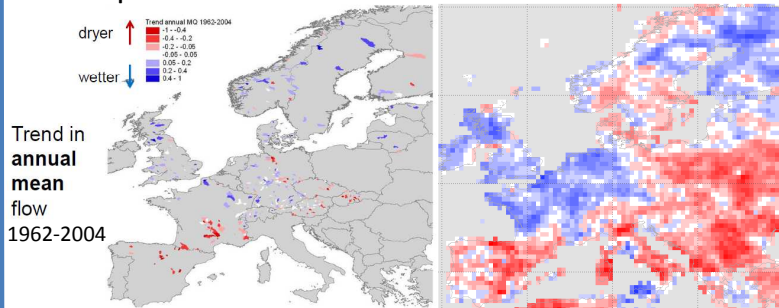 Trend annual MQ 1962-2004
dryer
-1 - -0.4
-0.4 - -0.2
-0.2 - -0.05
-0.05 - 0.05
wetter
0.05 - 0.2
0.2 - 0.4
0.4 - 1
Trend in
annual
mean
flow
1962-2004